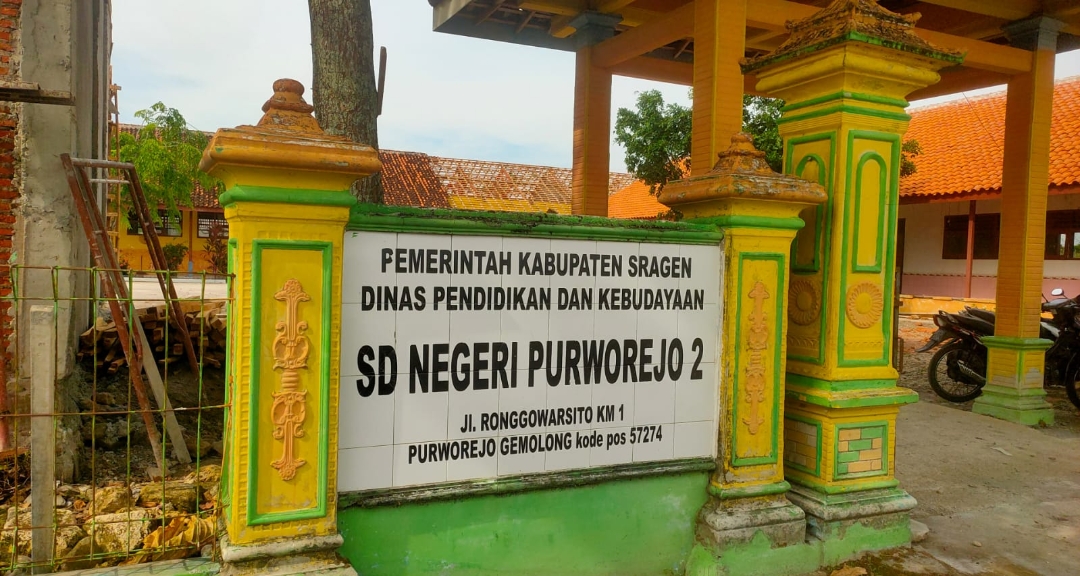 PEMERINTAH KABUPATEN SRAGEN
DINAS PENDIDIKAN DAN KEBUDAYAAN
SD NEGERI PURWOREJO 2
Jl. RONGGOWARSITO KM 1
PURWOREJO GEMOLONG kode pos 57274